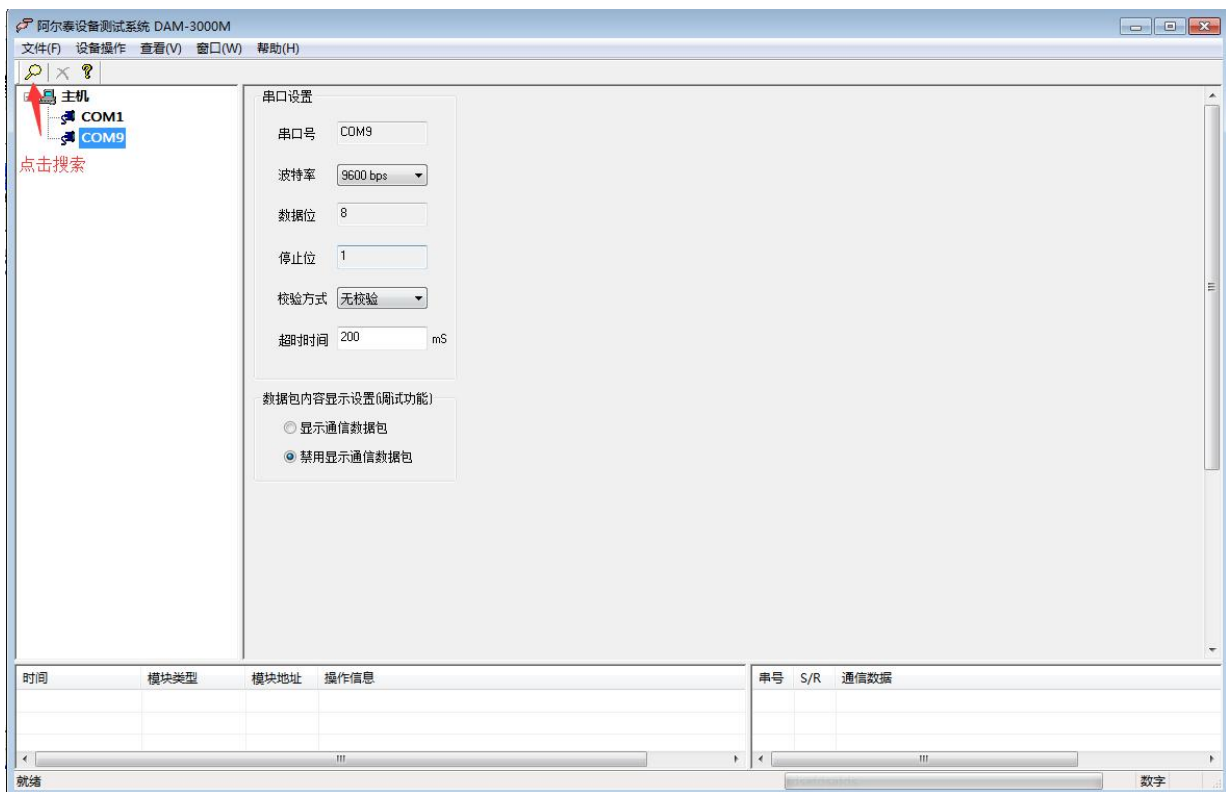 阿尔泰设备测试系统 DAM-3000M
文件(F) 设备操作 查看(V) 窗口(W) 帮助(H)
主机
COM1
COM9
点击搜索
串口设置
串口号 COM9
波特率 9600 bps
数据位 8
停止位 1
校验方式 无校验
超时时间 200 mS
数据包内容显示设置(调试功能)
显示通信数据包
禁用显示通信数据包
时间 模块类型 模块地址 操作信息
串号 S/R 通信数据
就绪 数字